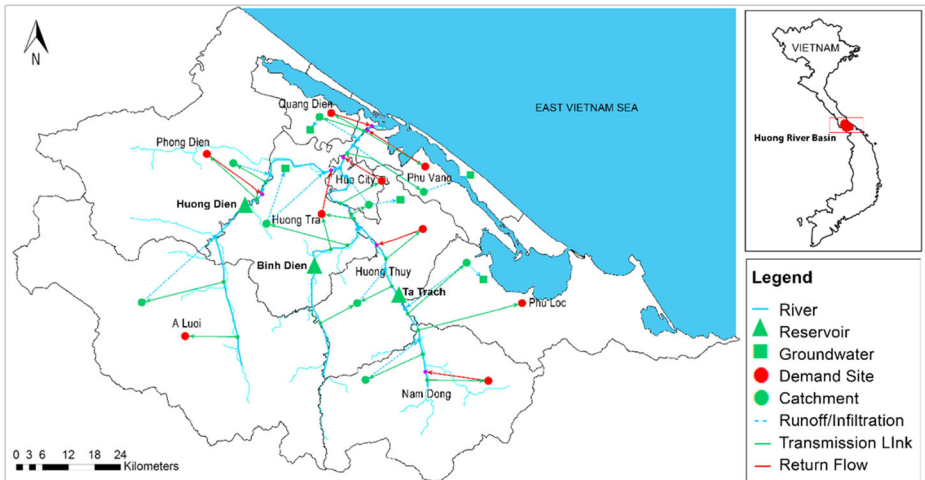 N
EAST VIETNAM SEA
Quang Dien
Phong Dien
Hue City
Phu Vang
Huong Dien
Huong Tra
Binh Dien
Huong Thuy
Ta Trach
Phu Loc
A Luoi
Nam Dong
0 3 6 12 18 24
Kilometers
VIETNAM
Huong River Basin
Legend
River
Reservoir
Groundwater
Demand Site
Catchment
Runoff/Infiltration
Transmission LInk
Return Flow